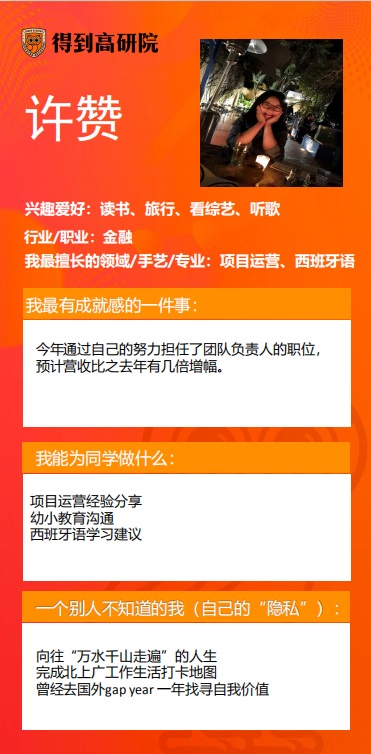 得到高研院
许赞
兴趣爱好：读书、旅行、看综艺、听歌
行业/职业：金融
我最擅长的领域/手艺/专业：项目运营、西班牙语
我最有成就感的一件事：
今年通过自己的努力担任了团队负责人的职位，
预计营收比之去年有几倍增幅。
我能为同学做什么：
项目运营经验分享
幼小教育沟通
西班牙语学习建议
一个别人不知道的我（自己的“隐私”）：
向往“万水千山走遍”的人生
完成北上广工作生活打卡地图
曾经去国外gap year 一年找寻自我价值